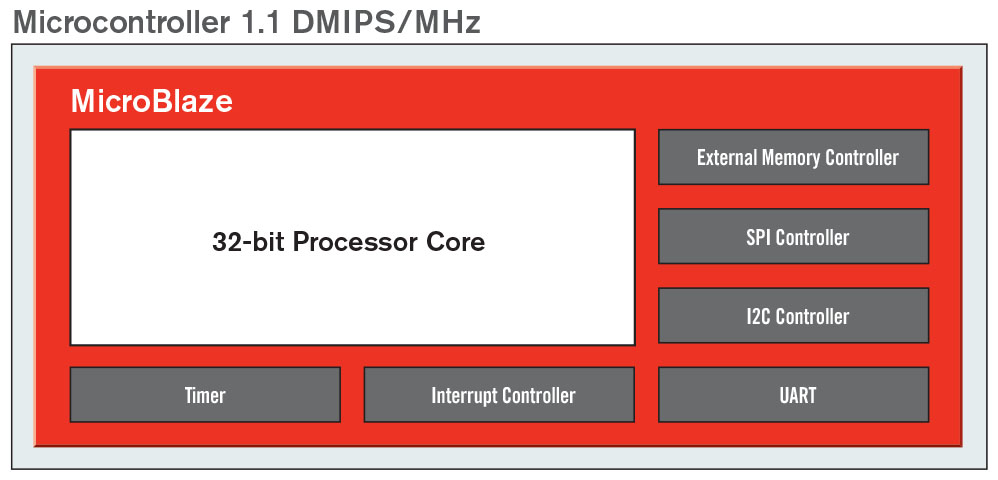 Microcontroller 1.1 DMIPS/MHz
MicroBlaze
32-bit Processor Core
External Memory Controller
SPI Controller
I2C Controller
Timer
Interrupt Controller
UART